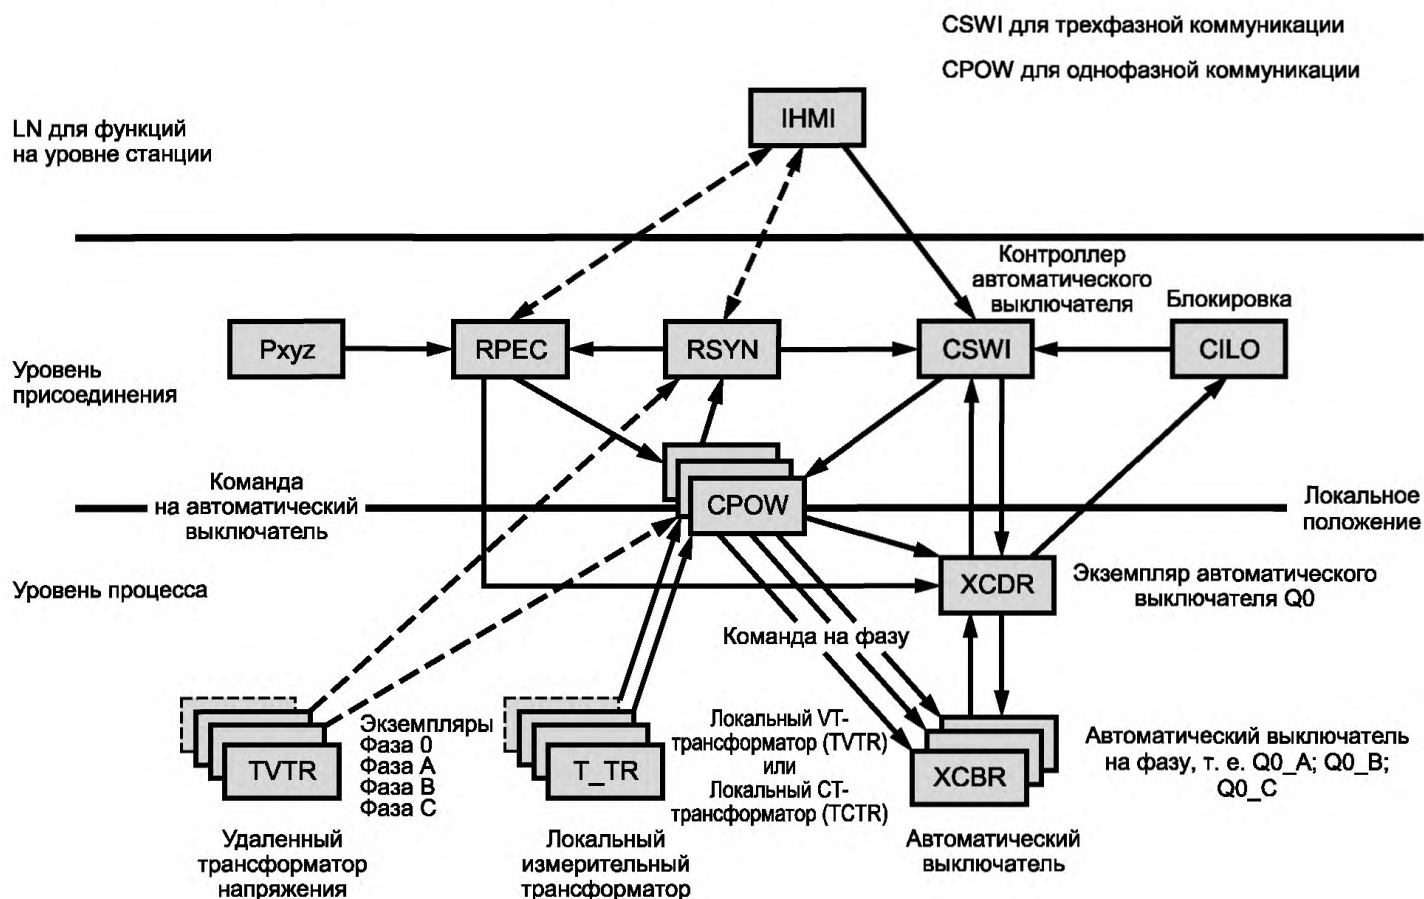 CSWI для трехфазной коммуникации
CPOW для однофазной коммуникации
IHMI
LN для функций
на уровне станции
Контроллер
автоматического
выключателя
Блокировка
Pxyz
RPEC
RSYN
CSWI
CILO
Уровень
присоединения
Команда
на автоматический
выключатель
CPOW
Локальное
положение
Уровень процесса
XCDR
Экземпляр автоматического
выключателя Q0
Команда на фазу
TVTR
Экземпляры
Фаза 0
Фаза A
Фаза B
Фаза C
T_TR
Локальный VT-
трансформатор (TVTR)
или
Локальный CT-
трансформатор (TCTR)
XCBR
Автоматический выключатель
на фазу, т. е. Q0_A; Q0_B;
Q0_C
Удаленный
трансформатор
напряжения
Локальный
измерительный
трансформатор
Автоматический
выключатель